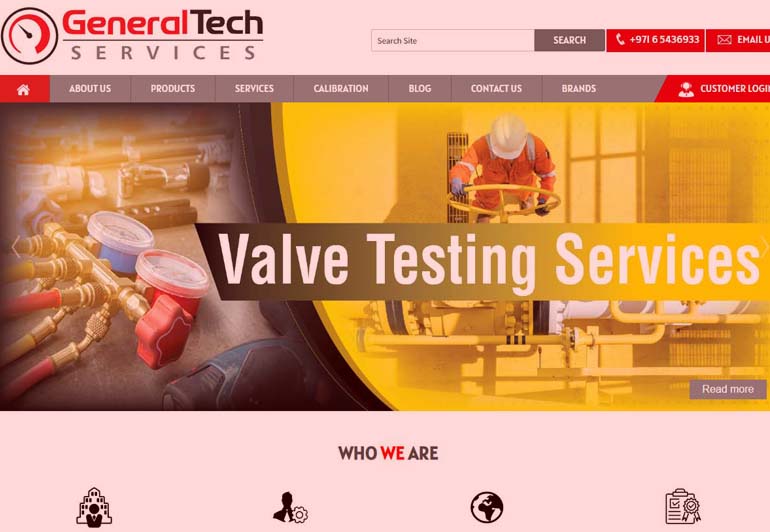 GeneralTech
SERVICES
Search Site
SEARCH
+971 6 5436933
EMAIL U
ABOUT US
PRODUCTS
SERVICES
CALIBRATION
BLOG
CONTACT US
BRANDS
CUSTOMER LOGI
Valve Testing Services
Read more
WHO WE ARE